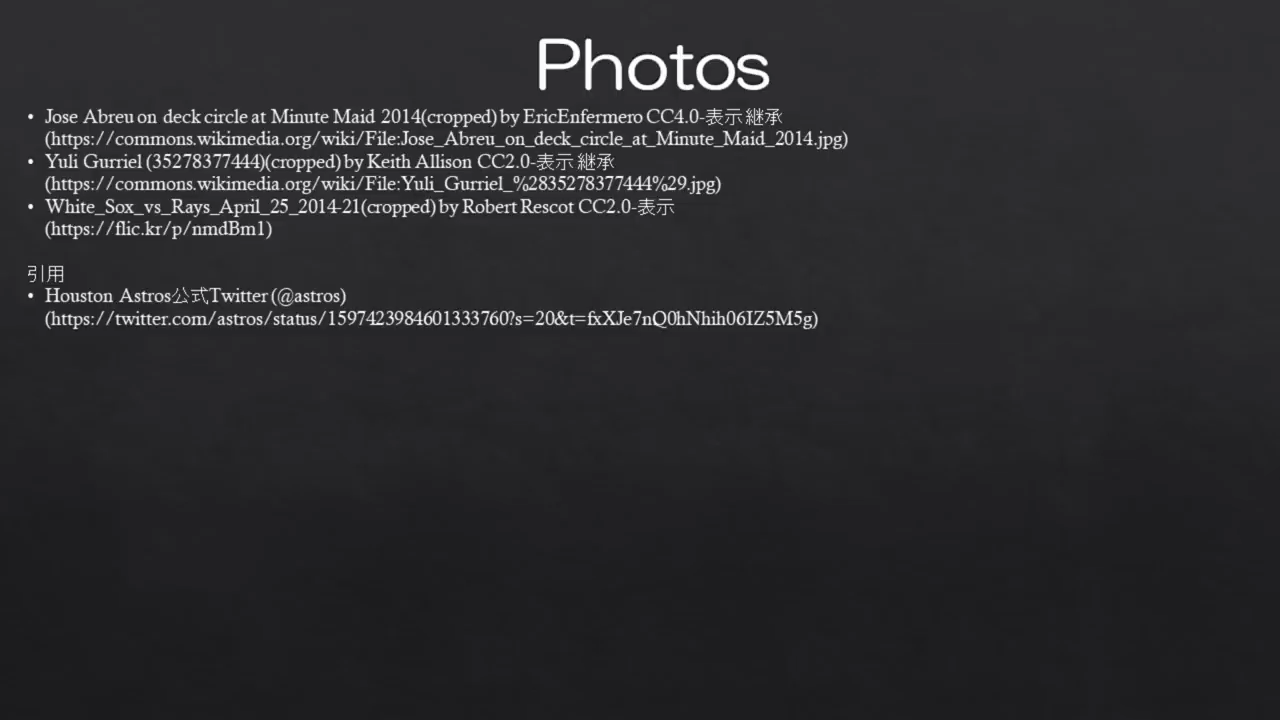 Photos
• Jose Abreu on deck circle at Minute Maid 2014(cropped) by EricEnfermero CC4.0-表示 継承
(https://commons.wikimedia.org/wiki/File:Jose_Abreu_on_deck_circle_at_Minute_Maid_2014.jpg)
• Yuli Gurriel (35278377444)(cropped) by Keith Allison CC2.0-表示 継承
(https://commons.wikimedia.org/wiki/File:Yuli_Gurriel_%2835278377444%29.jpg)
• White_Sox_vs_Rays_April_25_2014-21(cropped) by Robert Rescot CC2.0-表示
(https://flic.kr/p/nmdBm1)
引用
• Houston Astros公式Twitter (@astros)
(https://twitter.com/astros/status/1597423984601333760?s=20&t=fxXJe7nQ0hNhih06IZ5M5g)